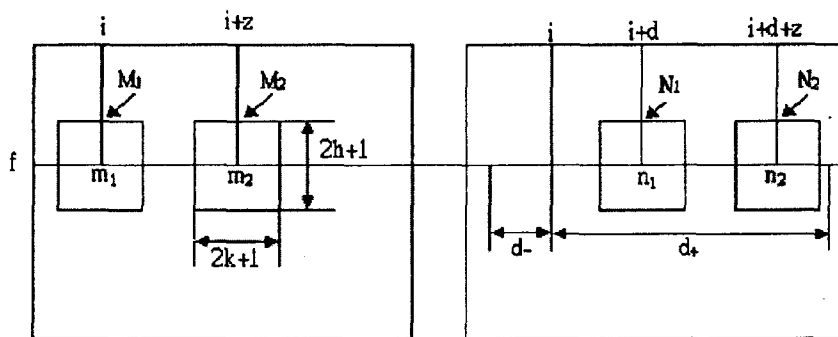 i i+z i i+d i+d+z
M₁ M₂ N₁ N₂
2h+1
f m₁ m₂ n₁ n₂
d- d+
2k+1